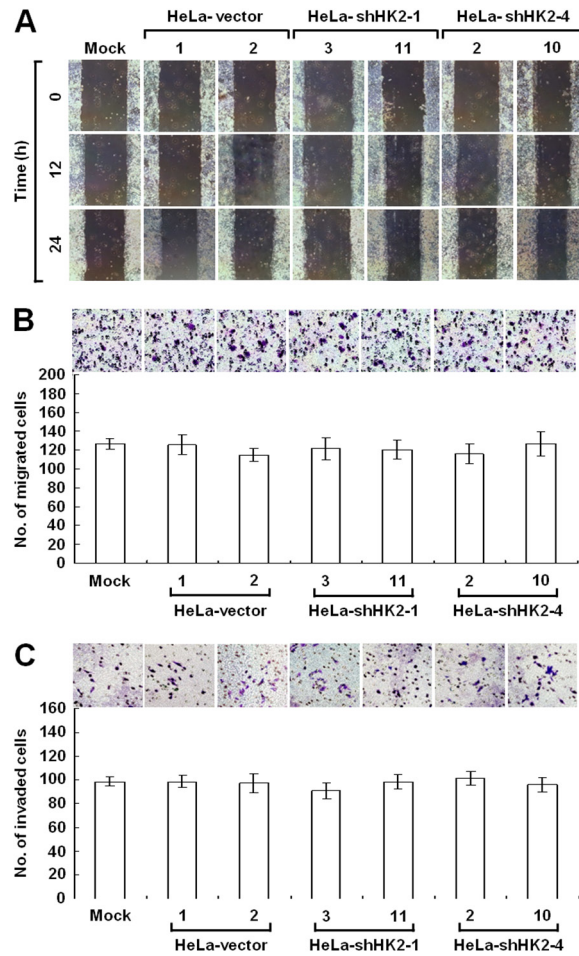 A
HeLa- vector HeLa- shHK2-1 HeLa- shHK2-4
Mock 1 2 3 11 2 10
Time (h)
0
12
24
B
No. of migrated cells
200
180
160
140
120
100
80
60
40
20
0
Mock 1 2 3 11 2 10
HeLa-vector HeLa-shHK2-1 HeLa-shHK2-4
C
No. of invaded cells
160
140
120
100
80
60
40
20
0
Mock 1 2 3 11 2 10
HeLa-vector HeLa-shHK2-1 HeLa-shHK2-4